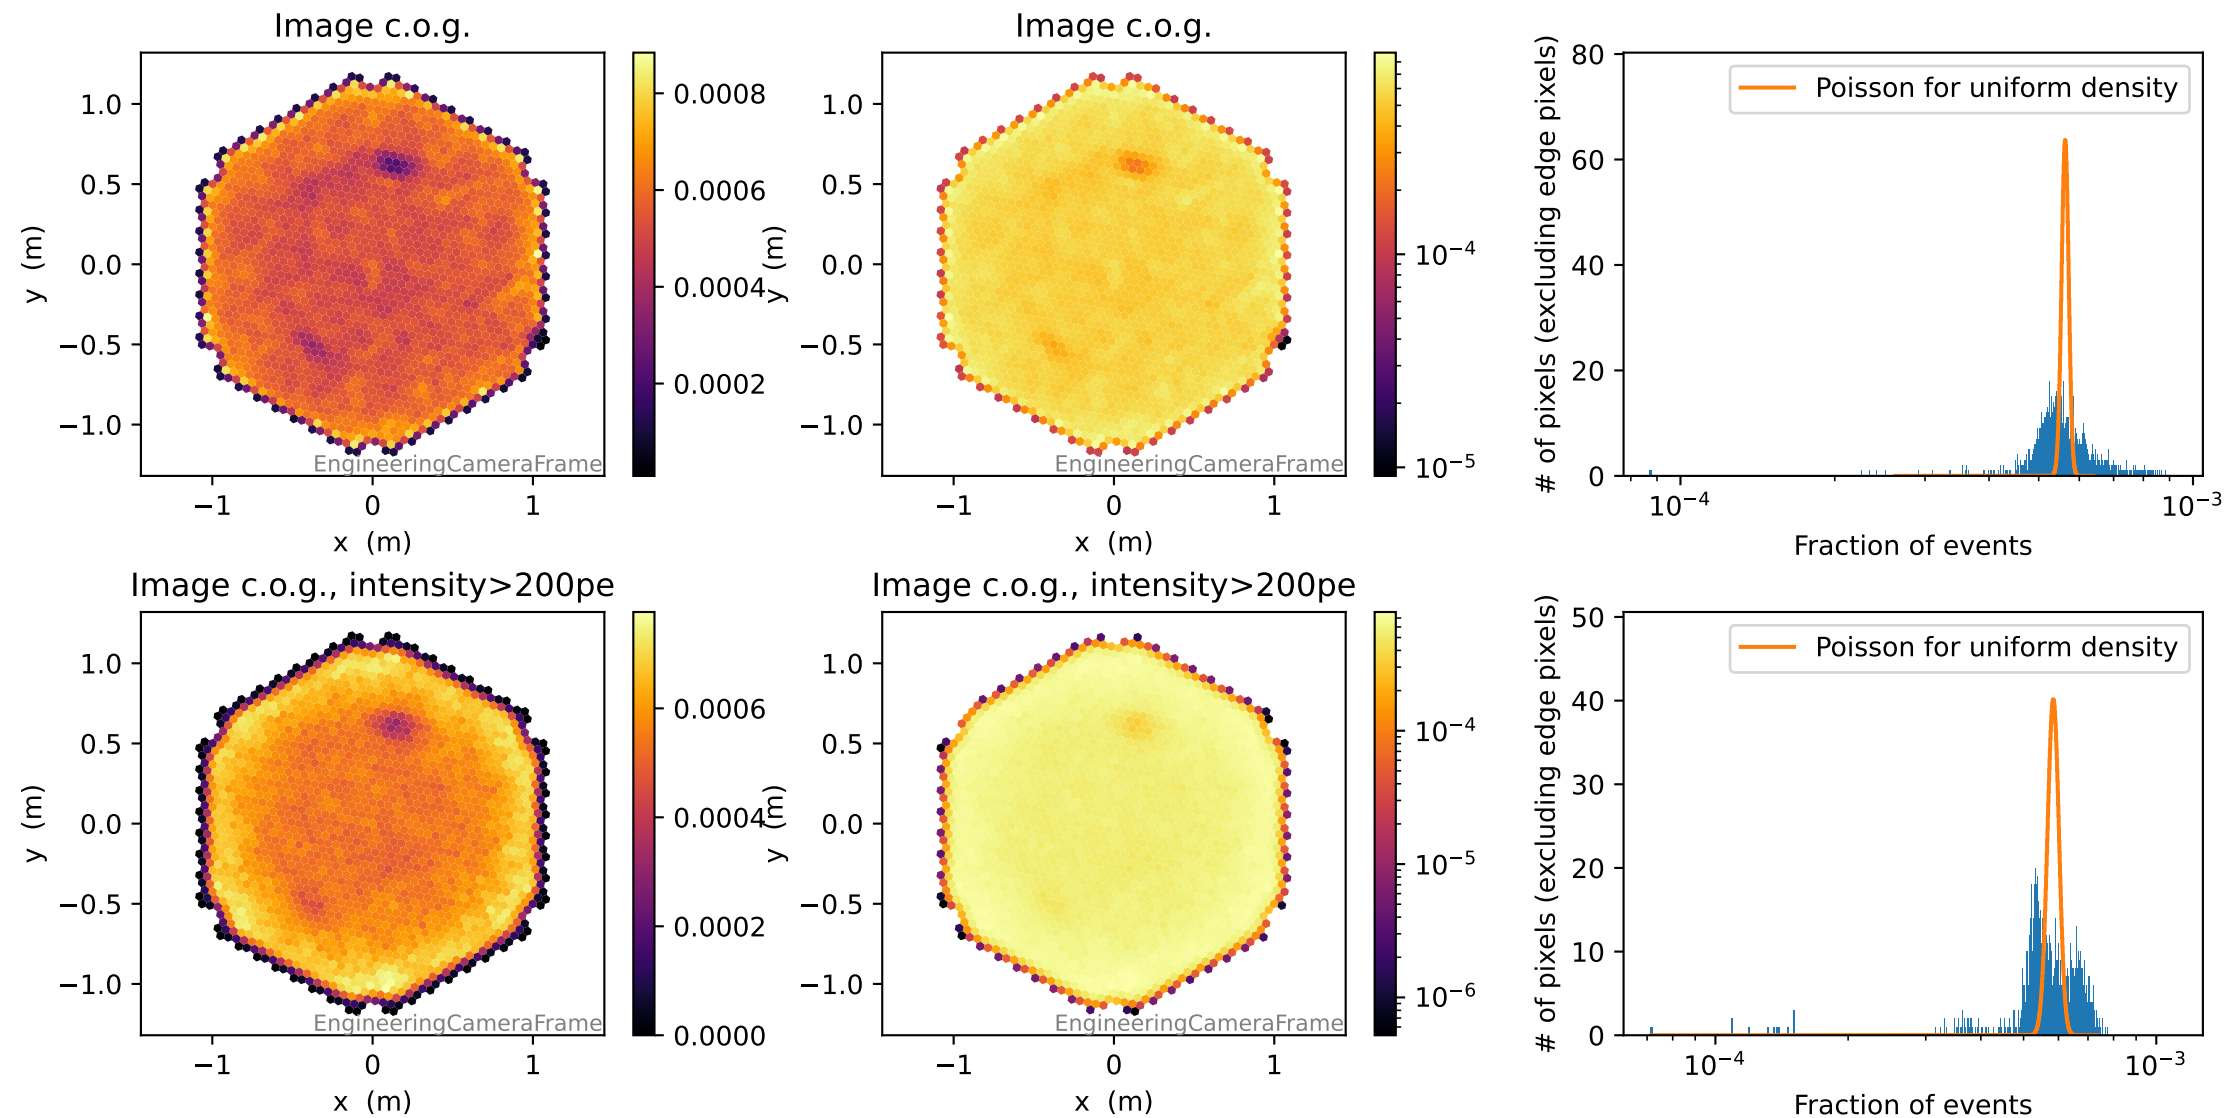 Image c.o.g.
1.0
0.5
0.0
−0.5
−1.0
y (m)
−1
0
1
x (m)
EngineeringCameraFrame
0.0008
0.0006
0.0004
0.0002
Image c.o.g.
1.0
0.5
0.0
−0.5
−1.0
y (m)
−1
0
1
x (m)
EngineeringCameraFrame
10⁻⁴
10⁻⁵
# of pixels (excluding edge pixels)
80
60
40
20
0
Poisson for uniform density
10⁻⁴
10⁻³
Fraction of events
Image c.o.g., intensity>200pe
1.0
0.5
0.0
−0.5
−1.0
y (m)
−1
0
1
x (m)
EngineeringCameraFrame
0.0006
0.0004
0.0002
0.0000
Image c.o.g., intensity>200pe
1.0
0.5
0.0
−0.5
−1.0
y (m)
−1
0
1
x (m)
EngineeringCameraFrame
10⁻⁴
10⁻⁵
10⁻⁶
# of pixels (excluding edge pixels)
50
40
30
20
10
0
Poisson for uniform density
10⁻⁴
10⁻³
Fraction of events